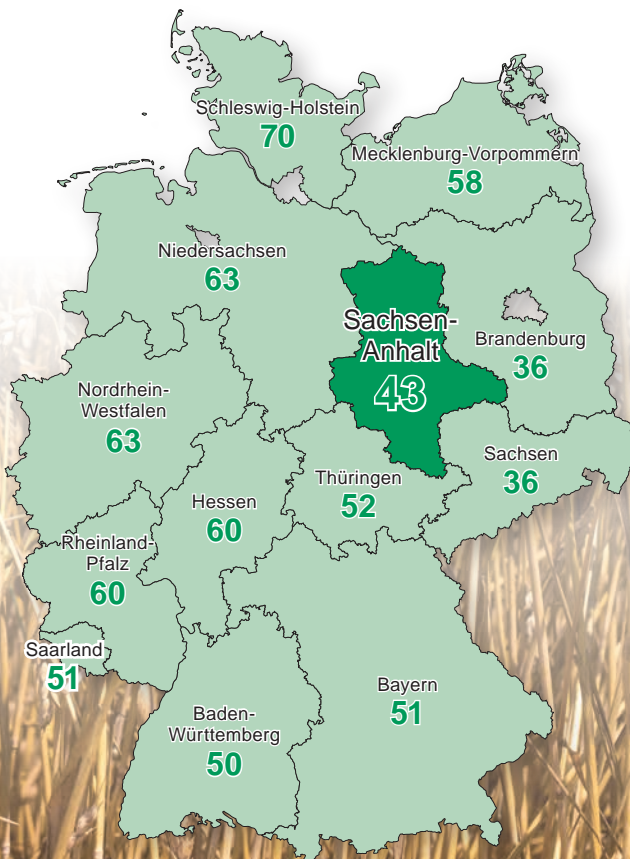 Schleswig-Holstein
70
Mecklenburg-Vorpommern
58
Niedersachsen
63
Sachsen-
Anhalt
43
Brandenburg
36
Nordrhein-
Westfalen
63
Sachsen
36
Thüringen
52
Hessen
60
Rheinland-
Pfalz
60
Saarland
51
Bayern
51
Baden-
Württemberg
50